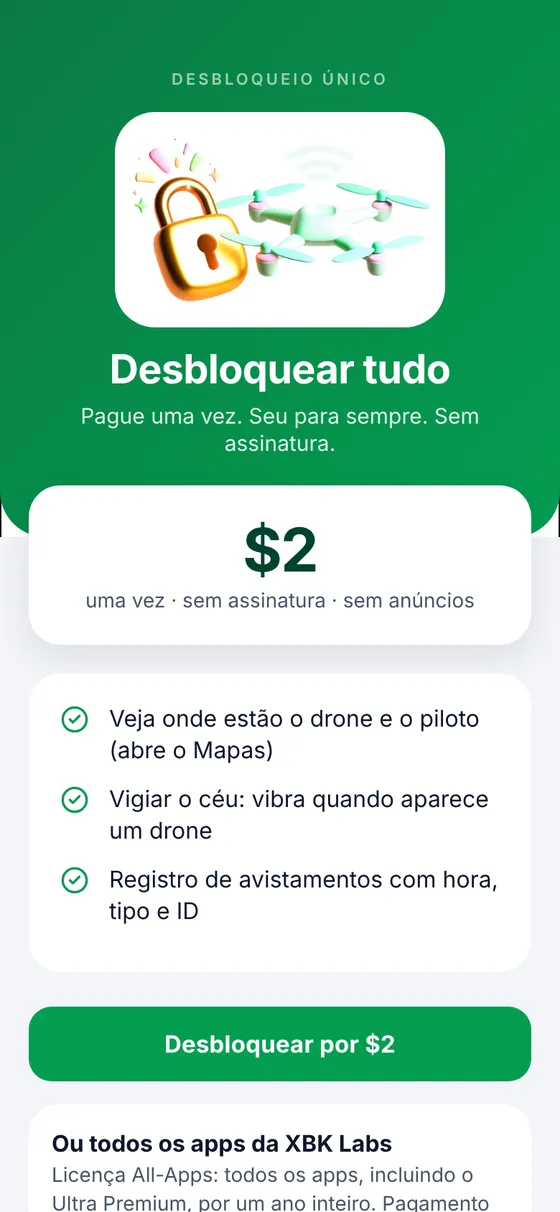 DESBLOQUEIO ÚNICO
Desbloquear tudo
Pague uma vez. Seu para sempre. Sem
assinatura.
$2
uma vez · sem assinatura · sem anúncios
Veja onde estão o drone e o piloto
(abre o Mapas)
Vigiar o céu: vibra quando aparece
um drone
Registro de avistamentos com hora,
tipo e ID
Desbloquear por $2
Ou todos os apps da XBK Labs
Licença All-Apps: todos os apps, incluindo o
Ultra Premium, por um ano inteiro. Pagamento